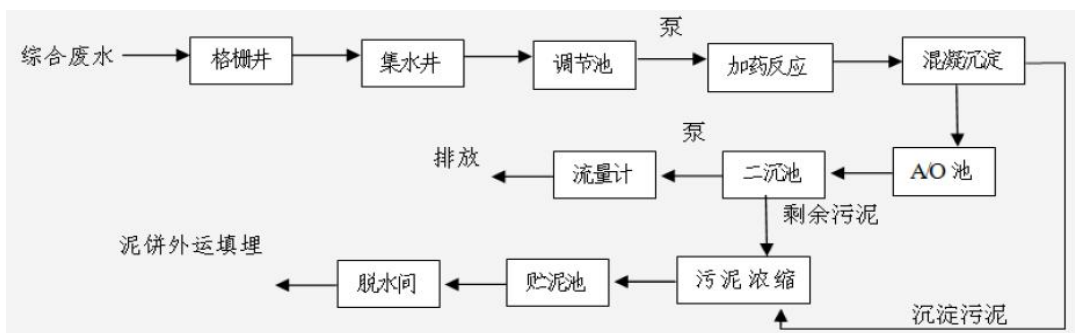 泵
综合废水
格栅井
集水井
调节池
加药反应
混凝沉淀
泵
排放
流量计
二沉池
A/O 池
剩余污泥
泥饼外运填埋
脱水间
贮泥池
污泥浓缩
沉淀污泥